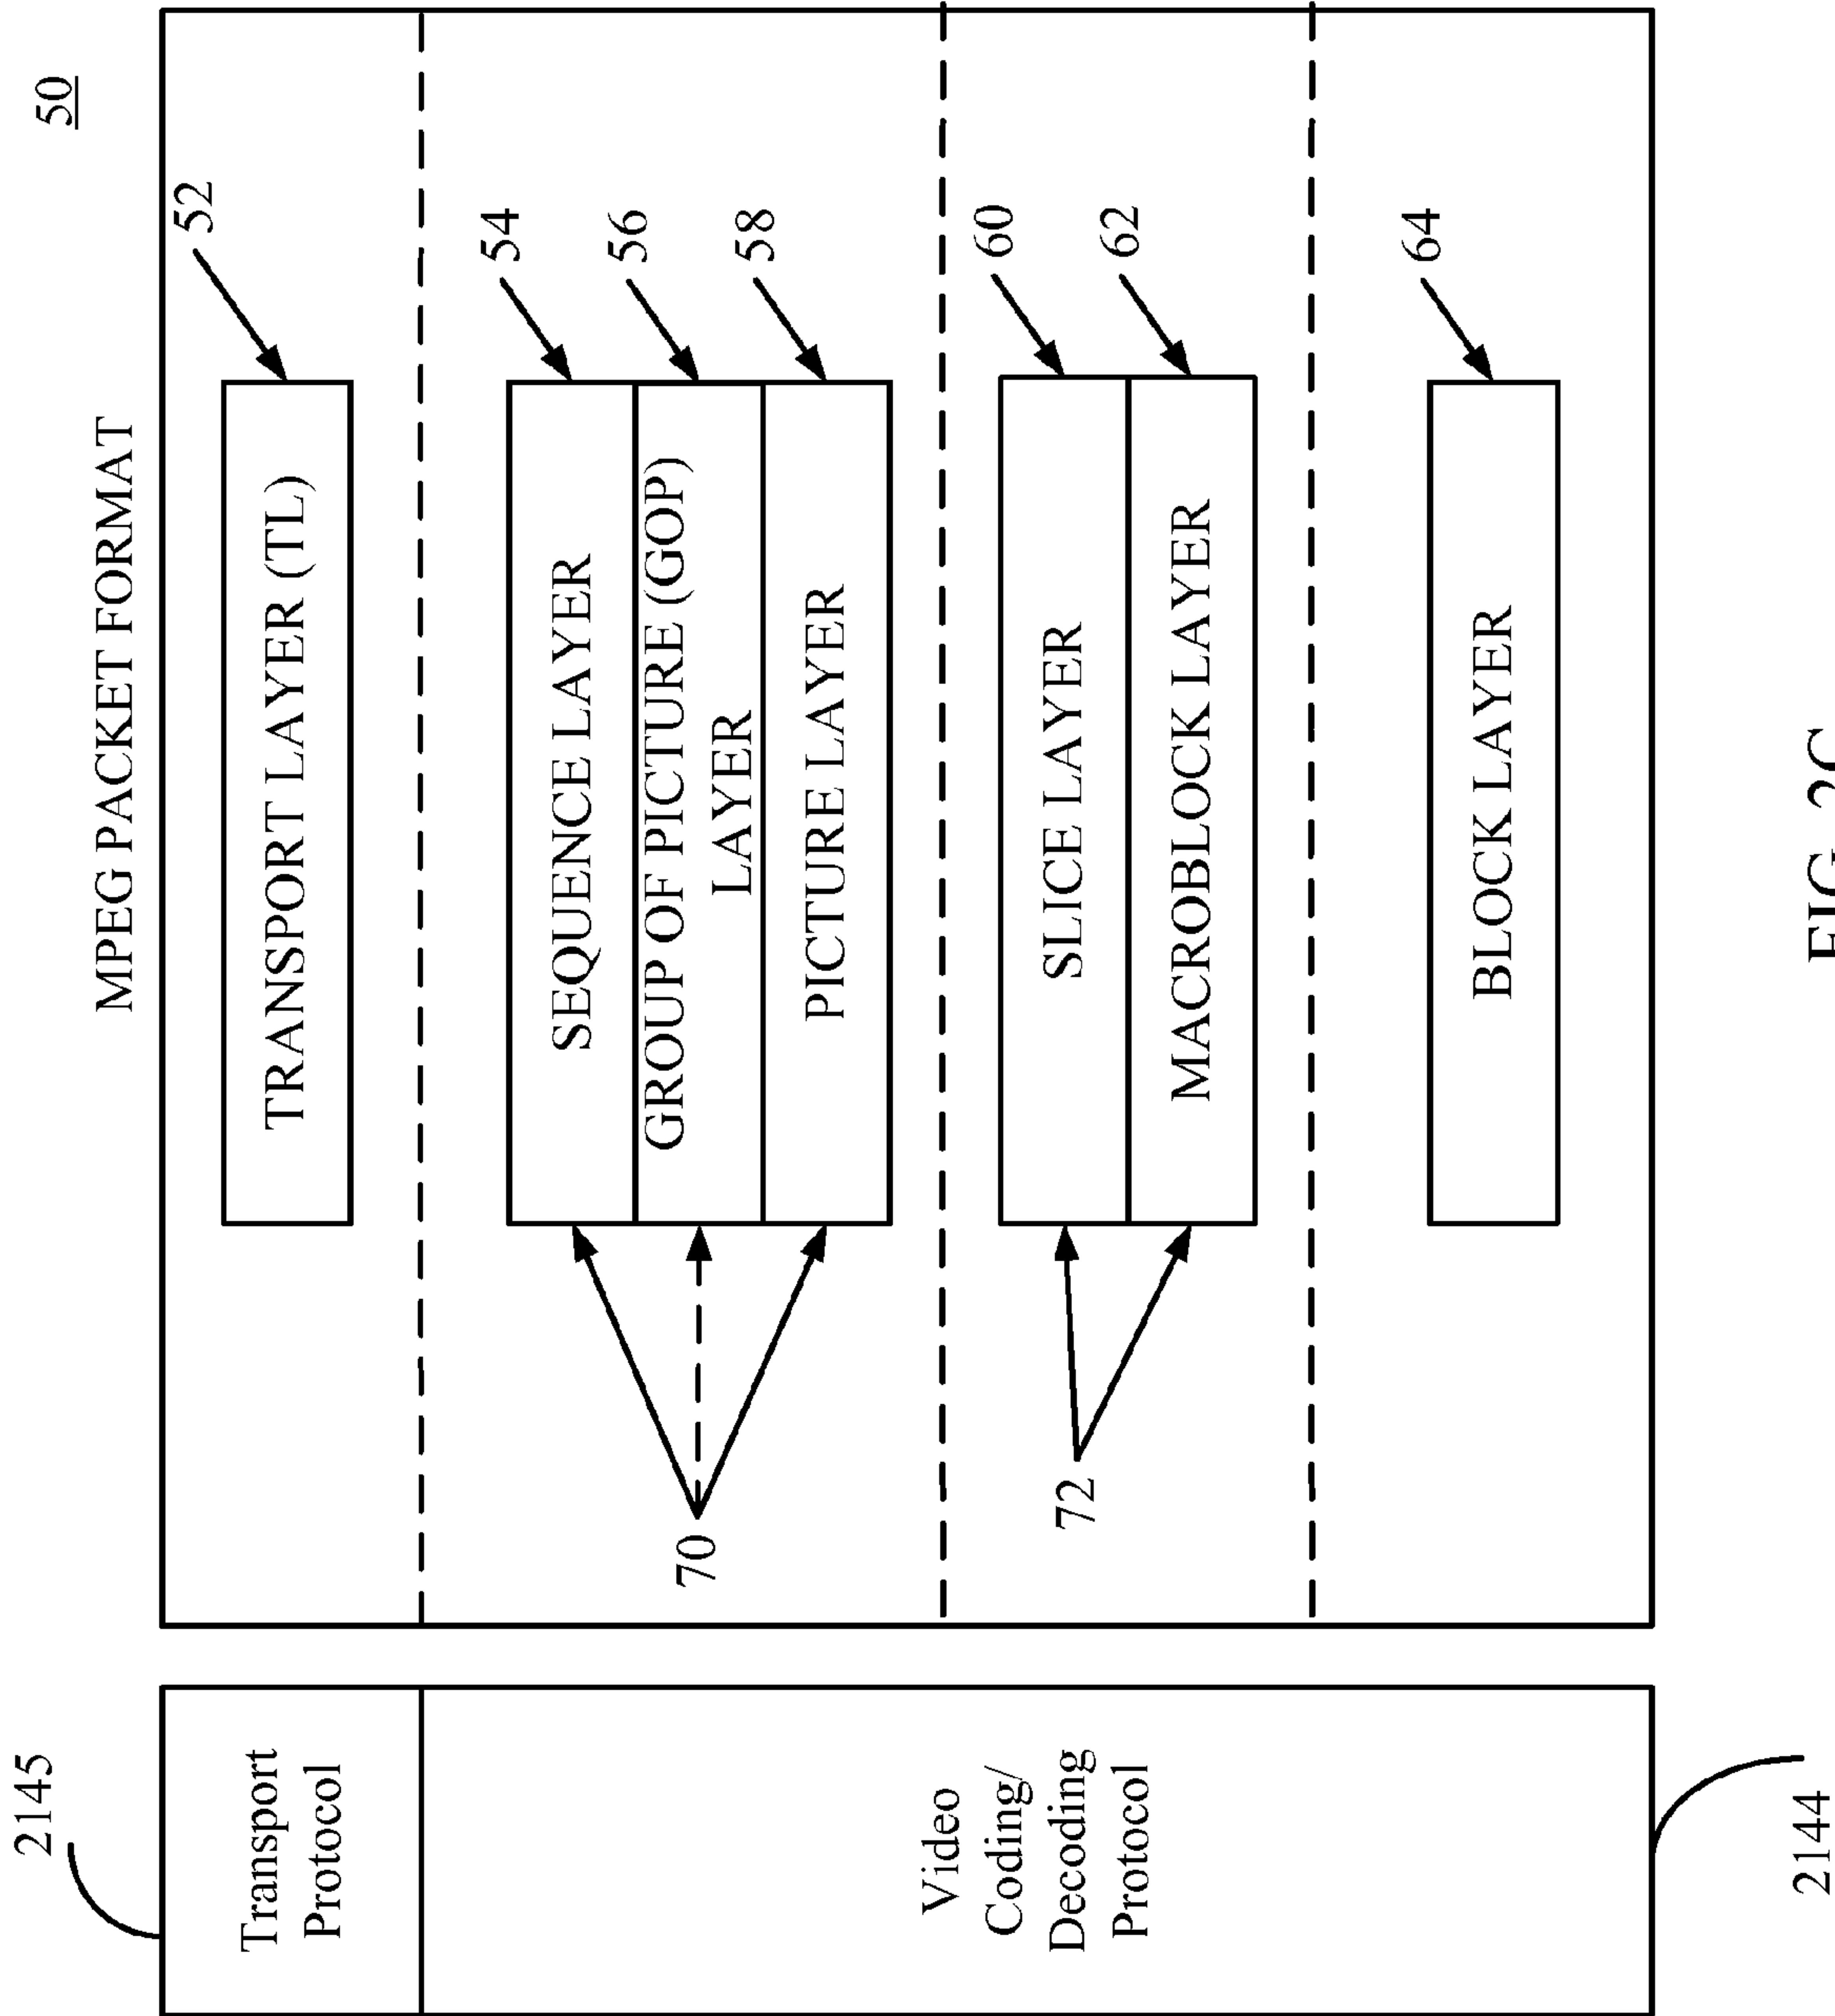 2145
MPEG PACKET FORMAT
50
Transport
Protocol
TRANSPORT LAYER (TL)
52
SEQUENCE LAYER
54
70
GROUP OF PICTURE (GOP)
LAYER
56
PICTURE LAYER
58
Video
Coding/
Decoding
Protocol
72
SLICE LAYER
60
MACROBLOCK LAYER
62
BLOCK LAYER
64
2144
FIG. 2C